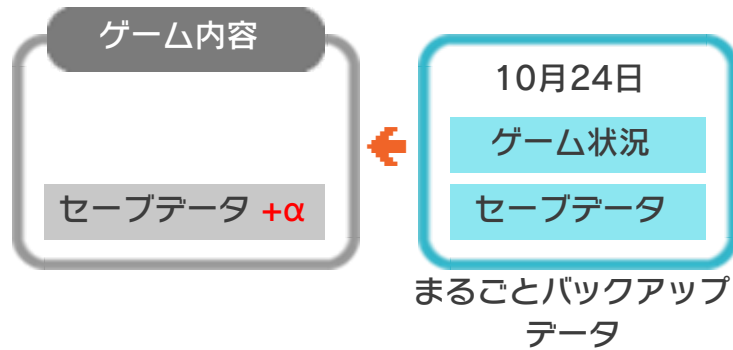 ゲーム内容
セーブデータ +α
10月24日
ゲーム状況
セーブデータ
まるごとバックアップ
データ